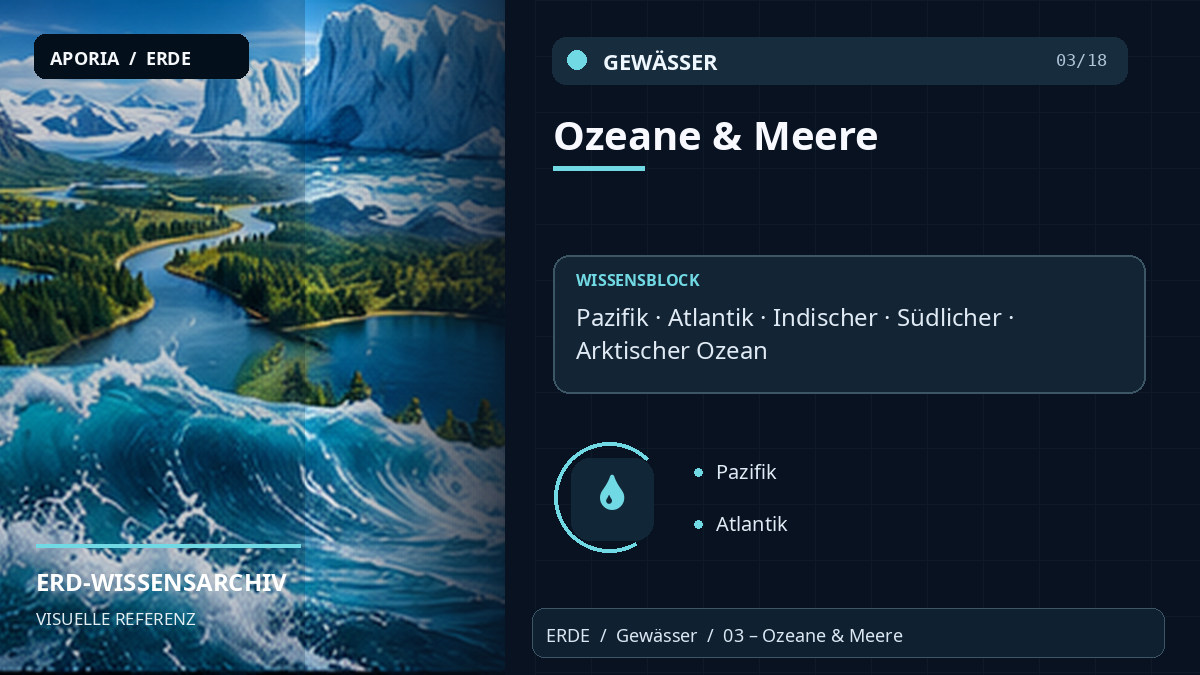 APORIA / ERDE
ERD-WISSENSARCHIV
VISUELLE REFERENZ
GEWÄSSER
03/18
Ozeane & Meere
WISSENSBLOCK
Pazifik · Atlantik · Indischer · Südlicher ·
Arktischer Ozean
Pazifik
Atlantik
ERDE / Gewässer / 03 – Ozeane & Meere